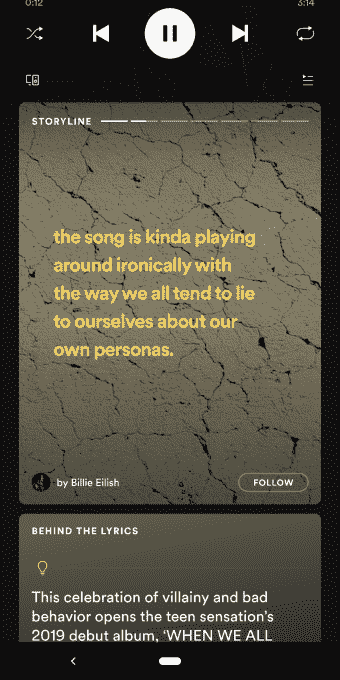 0:12
3:14
STORYLINE
the song is kinda playing
around ironically with
the way we all tend to lie
to ourselves about our
own personas.
by Billie Eilish
FOLLOW
BEHIND THE LYRICS
This celebration of villainy and bad
behavior opens the teen sensation's
2019 debut album, 'WHEN WE ALL